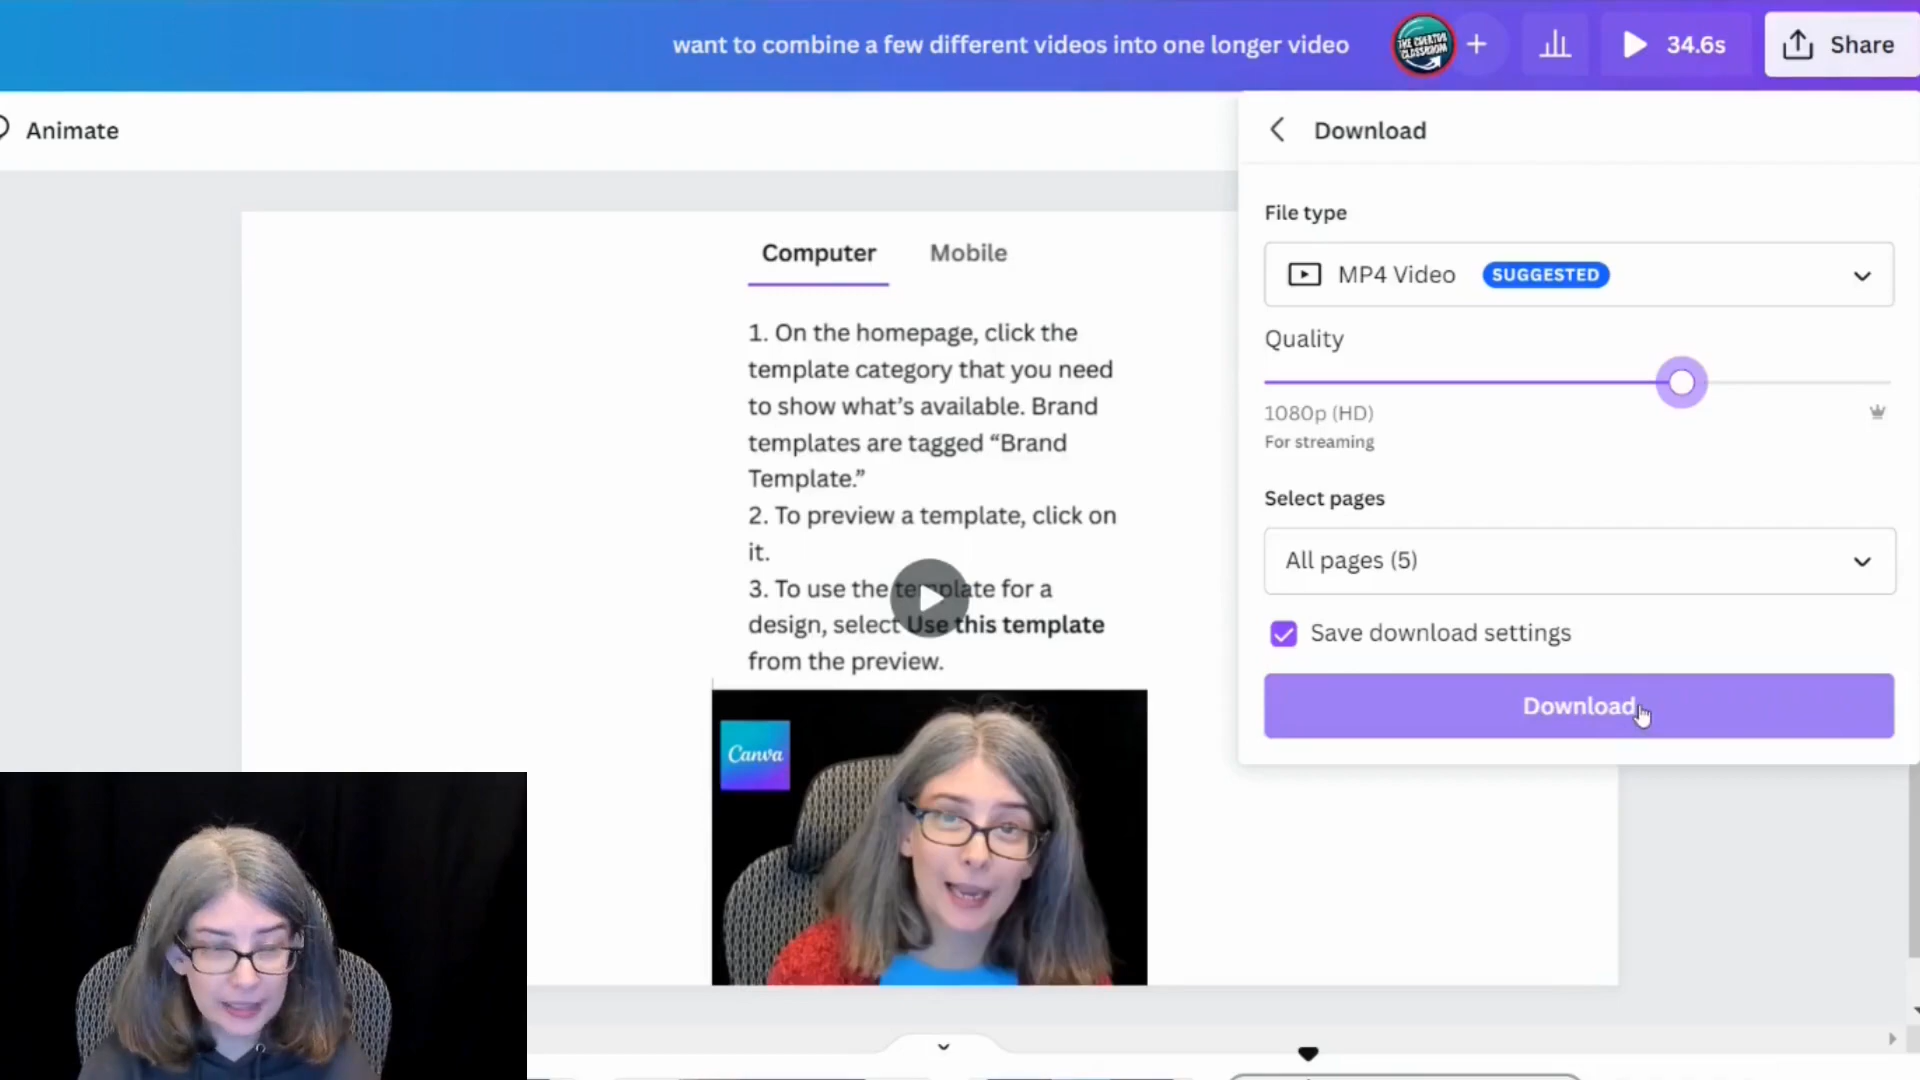 want to combine a few different videos into one longer video
THE CREATOR
CLASSROOM
34.6s
Share
Animate
Download
Computer
Mobile
1. On the homepage, click the
template category that you need
to show what’s available. Brand
templates are tagged “Brand
Template.”
2. To preview a template, click on
it.
3. To use the template for a
design, select Use this template
from the preview.
Canva
File type
MP4 Video
SUGGESTED
Quality
1080p (HD)
For streaming
Select pages
All pages (5)
Save download settings
Download